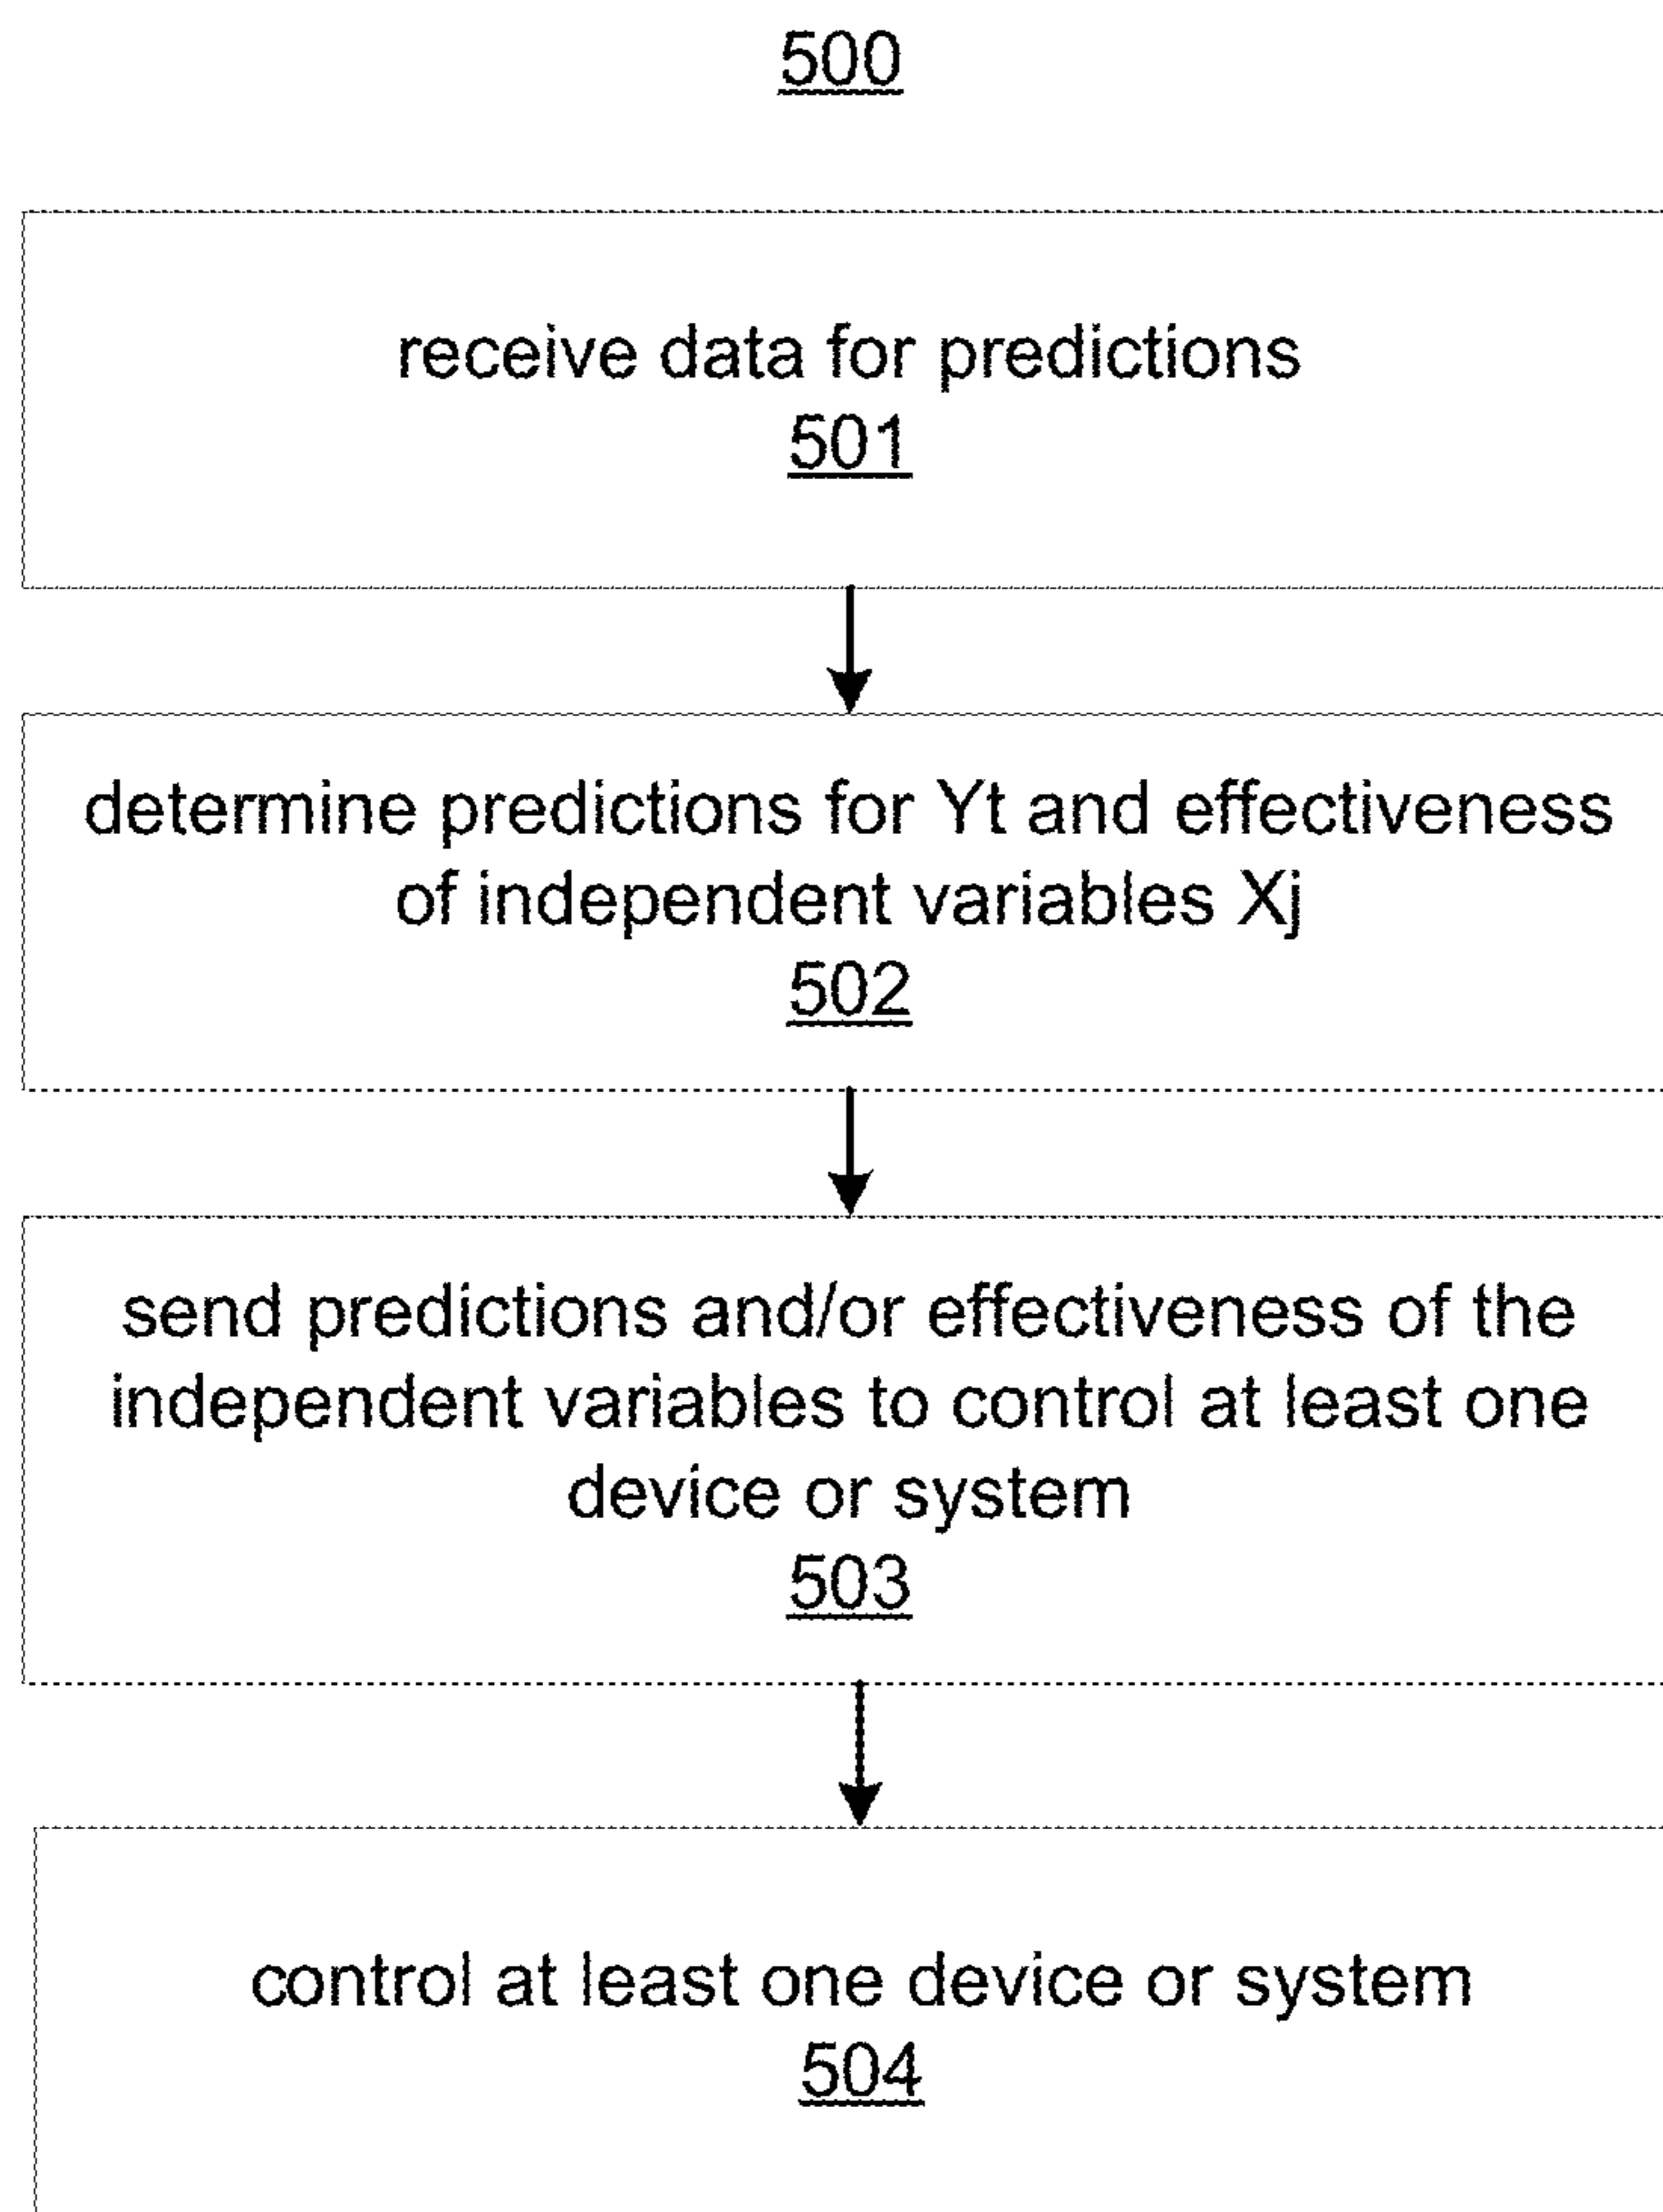 500
receive data for predictions
501
determine predictions for Yt and effectiveness
of independent variables Xj
502
send predictions and/or effectiveness of the
independent variables to control at least one
device or system
503
control at least one device or system
504